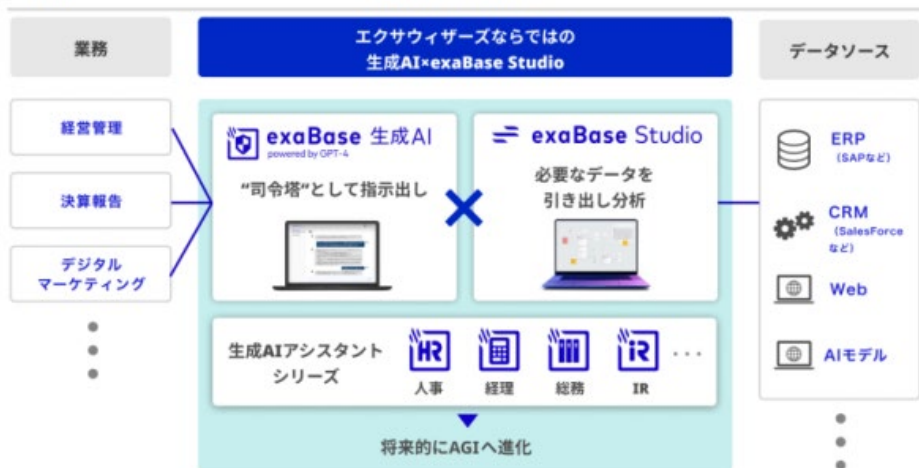 業務
エクサウィザーズならではの
生成AI×exaBase Studio
データソース
経営管理
決算報告
デジタル
マーケティング
exaBase 生成AI
powered by GPT-4
“司令塔”として指示出し
exaBase Studio
必要なデータを
引き出し分析
生成AIアシスタント
シリーズ
HR
人事
経理
総務
iR
IR
将来的にAGIへ進化
ERP
（SAPなど）
CRM
（SalesForce
など）
Web
AIモデル